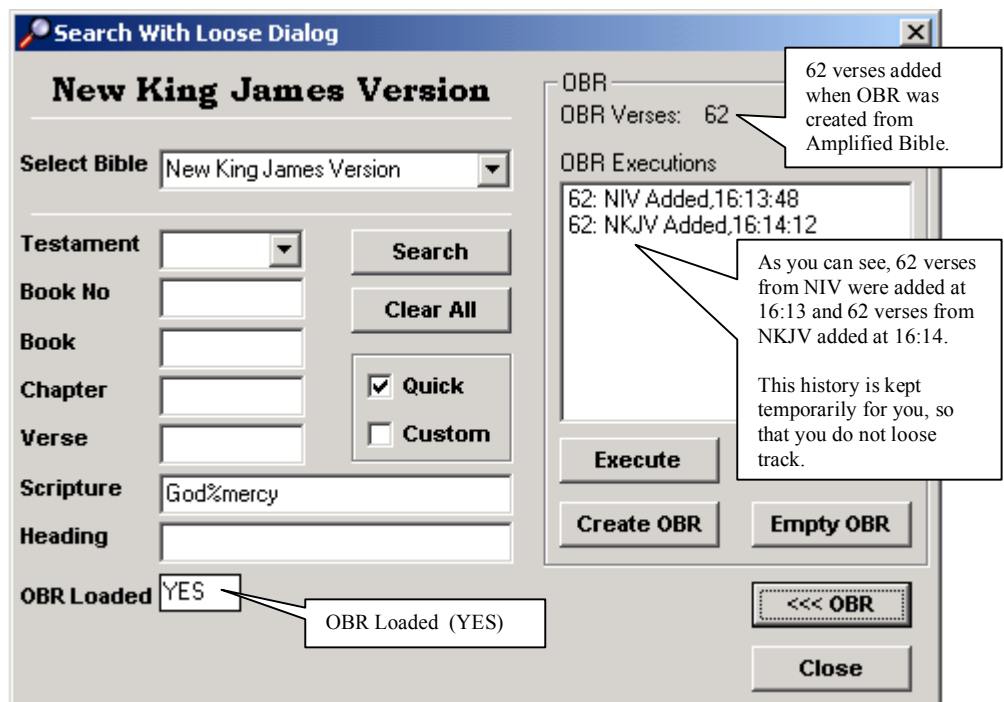 Search With Loose Dialog
New King James Version
Select Bible
New King James Version
Testament
Book No
Book
Chapter
Verse
Scripture
God%mercy
Heading
OBR Loaded
YES
Search
Clear All
Quick
Custom
OBR Loaded (YES)
OBR
OBR Verses: 62
OBR Executions
62: NIV Added,16:13:48
62: NKJV Added,16:14:12
62 verses added
when OBR was
created from
Amplified Bible.
As you can see, 62 verses
from NIV were added at
16:13 and 62 verses from
NKJV added at 16:14.
This history is kept
temporarily for you, so
that you do not loose
track.
Execute
Create OBR
Empty OBR
<<< OBR
Close